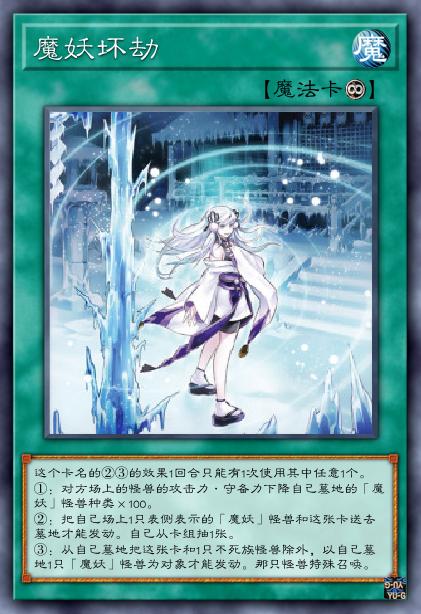 魔妖坏劫
魔
【魔法卡♾】
这个卡名的②③的效果1回合只能有1次使用其中任意1个。
①：对方场上的怪兽的攻击力·守备力下降自己墓地的「魔
妖」怪兽种类×100。
②：把自己场上1只表侧表示的「魔妖」怪兽和这张卡送去
墓地才能发动。自己从卡组抽1张。
③：从自己墓地把这张卡和1只不死族怪兽除外，以自己墓
地1只「魔妖」怪兽为对象才能发动。那只怪兽特殊召唤。